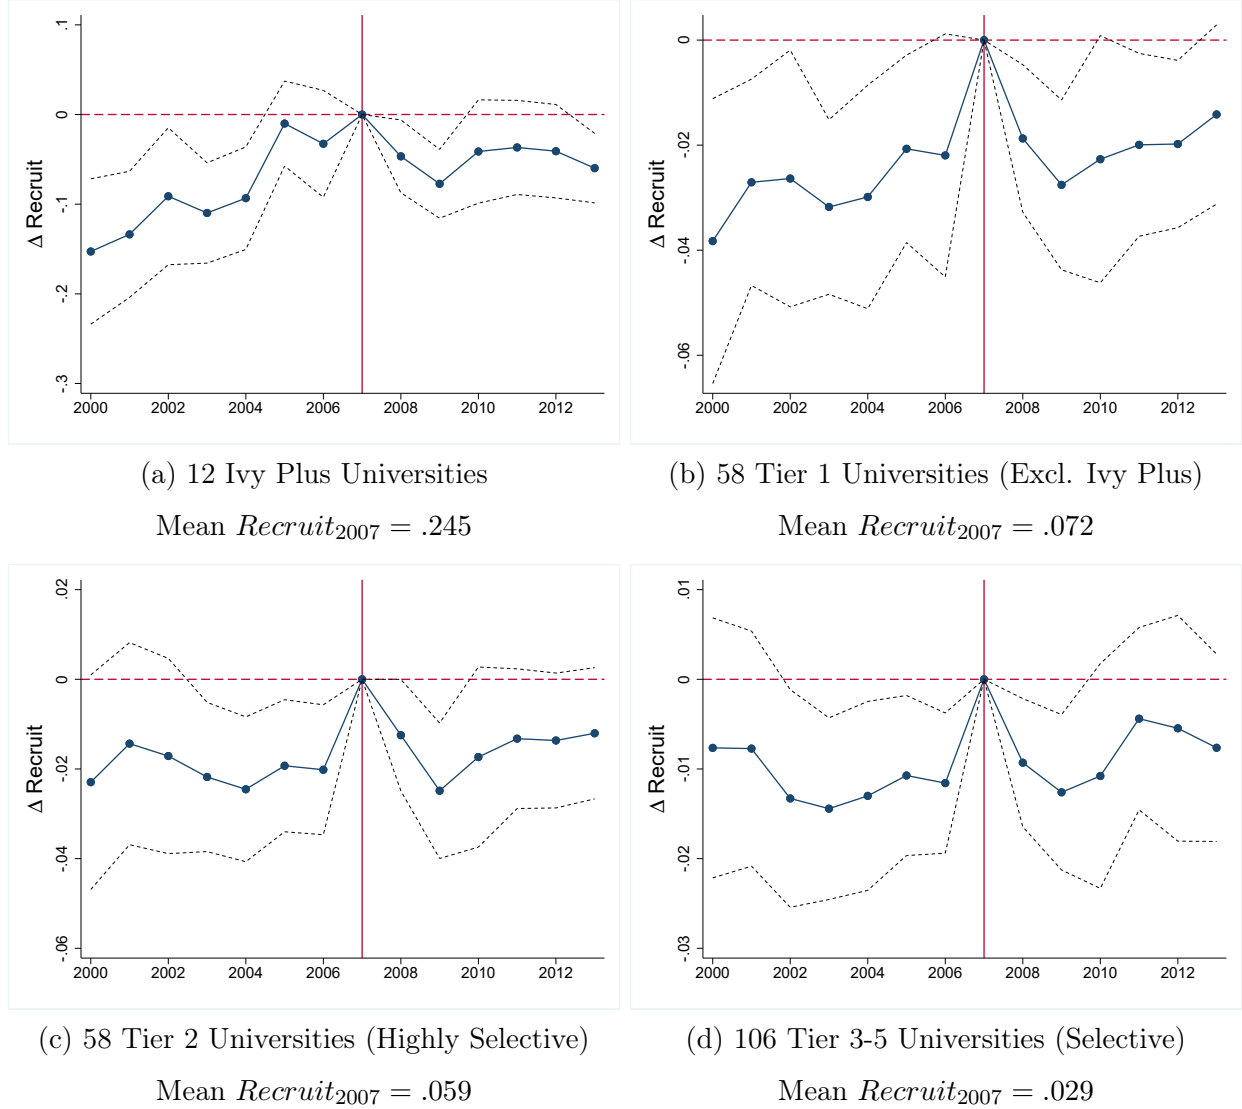 .1
0
-.1
-.2
-.3
Δ Recruit
2000 2002 2004 2006 2008 2010 2012
(a) 12 Ivy Plus Universities
Mean Recruit2007 = .245
0
-.02
-.04
-.06
Δ Recruit
2000 2002 2004 2006 2008 2010 2012
(b) 58 Tier 1 Universities (Excl. Ivy Plus)
Mean Recruit2007 = .072
.02
0
-.02
-.04
-.06
Δ Recruit
2000 2002 2004 2006 2008 2010 2012
(c) 58 Tier 2 Universities (Highly Selective)
Mean Recruit2007 = .059
.01
0
-.01
-.02
-.03
Δ Recruit
2000 2002 2004 2006 2008 2010 2012
(d) 106 Tier 3-5 Universities (Selective)
Mean Recruit2007 = .029